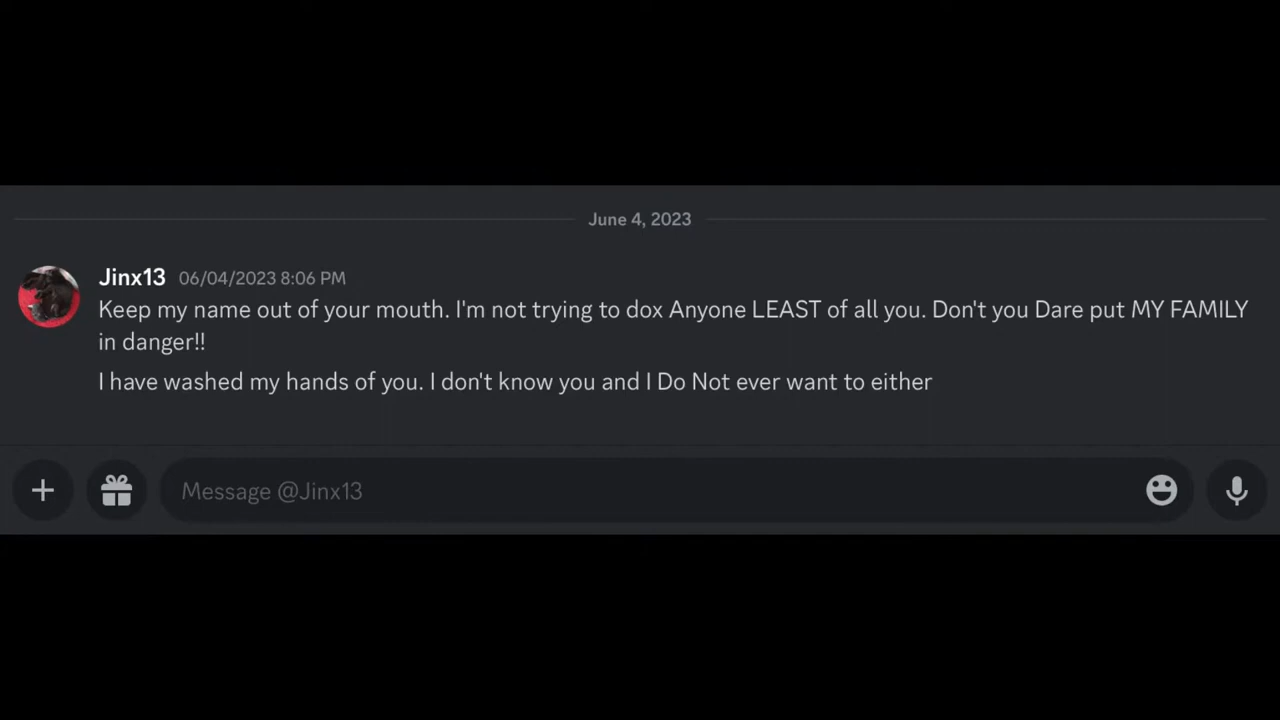 June 4, 2023
Jinx13 06/04/2023 8:06 PM
Keep my name out of your mouth. I'm not trying to dox Anyone LEAST of all you. Don't you Dare put MY FAMILY
in danger!!
I have washed my hands of you. I don't know you and I Do Not ever want to either
Message @Jinx13